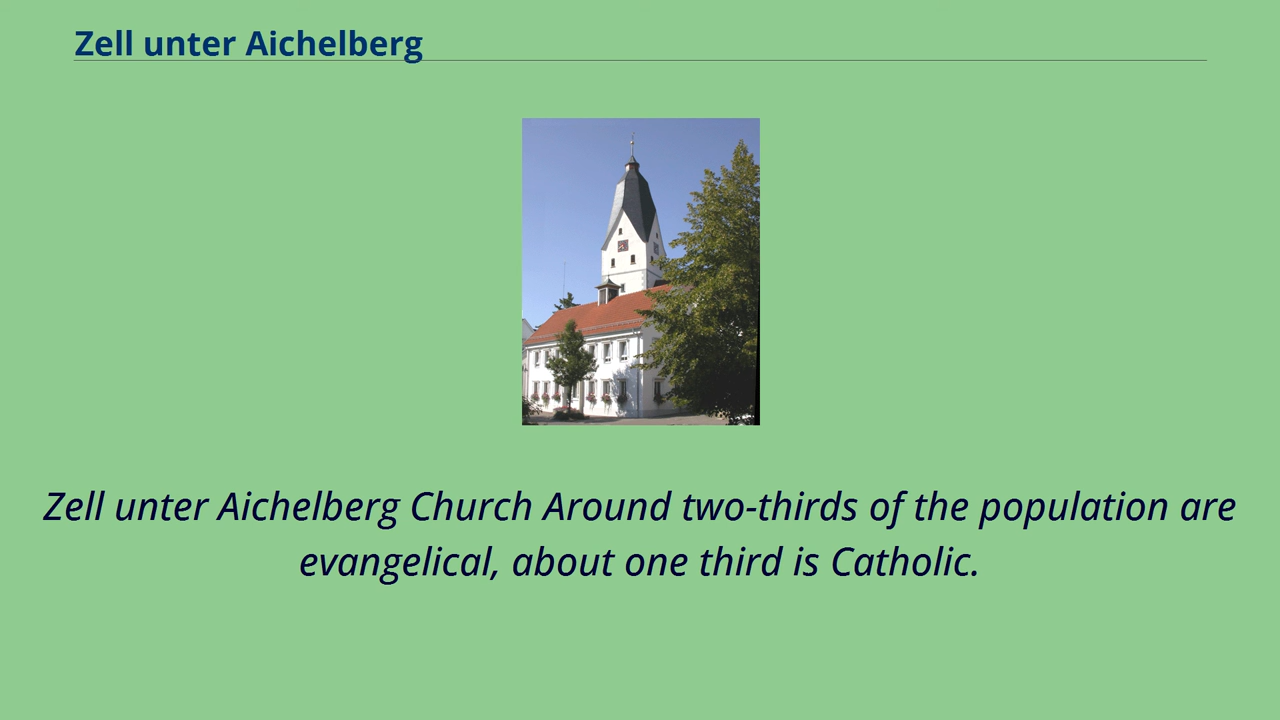 Zell unter Aichelberg
Zell unter Aichelberg Church Around two-thirds of the population are
evangelical, about one third is Catholic.